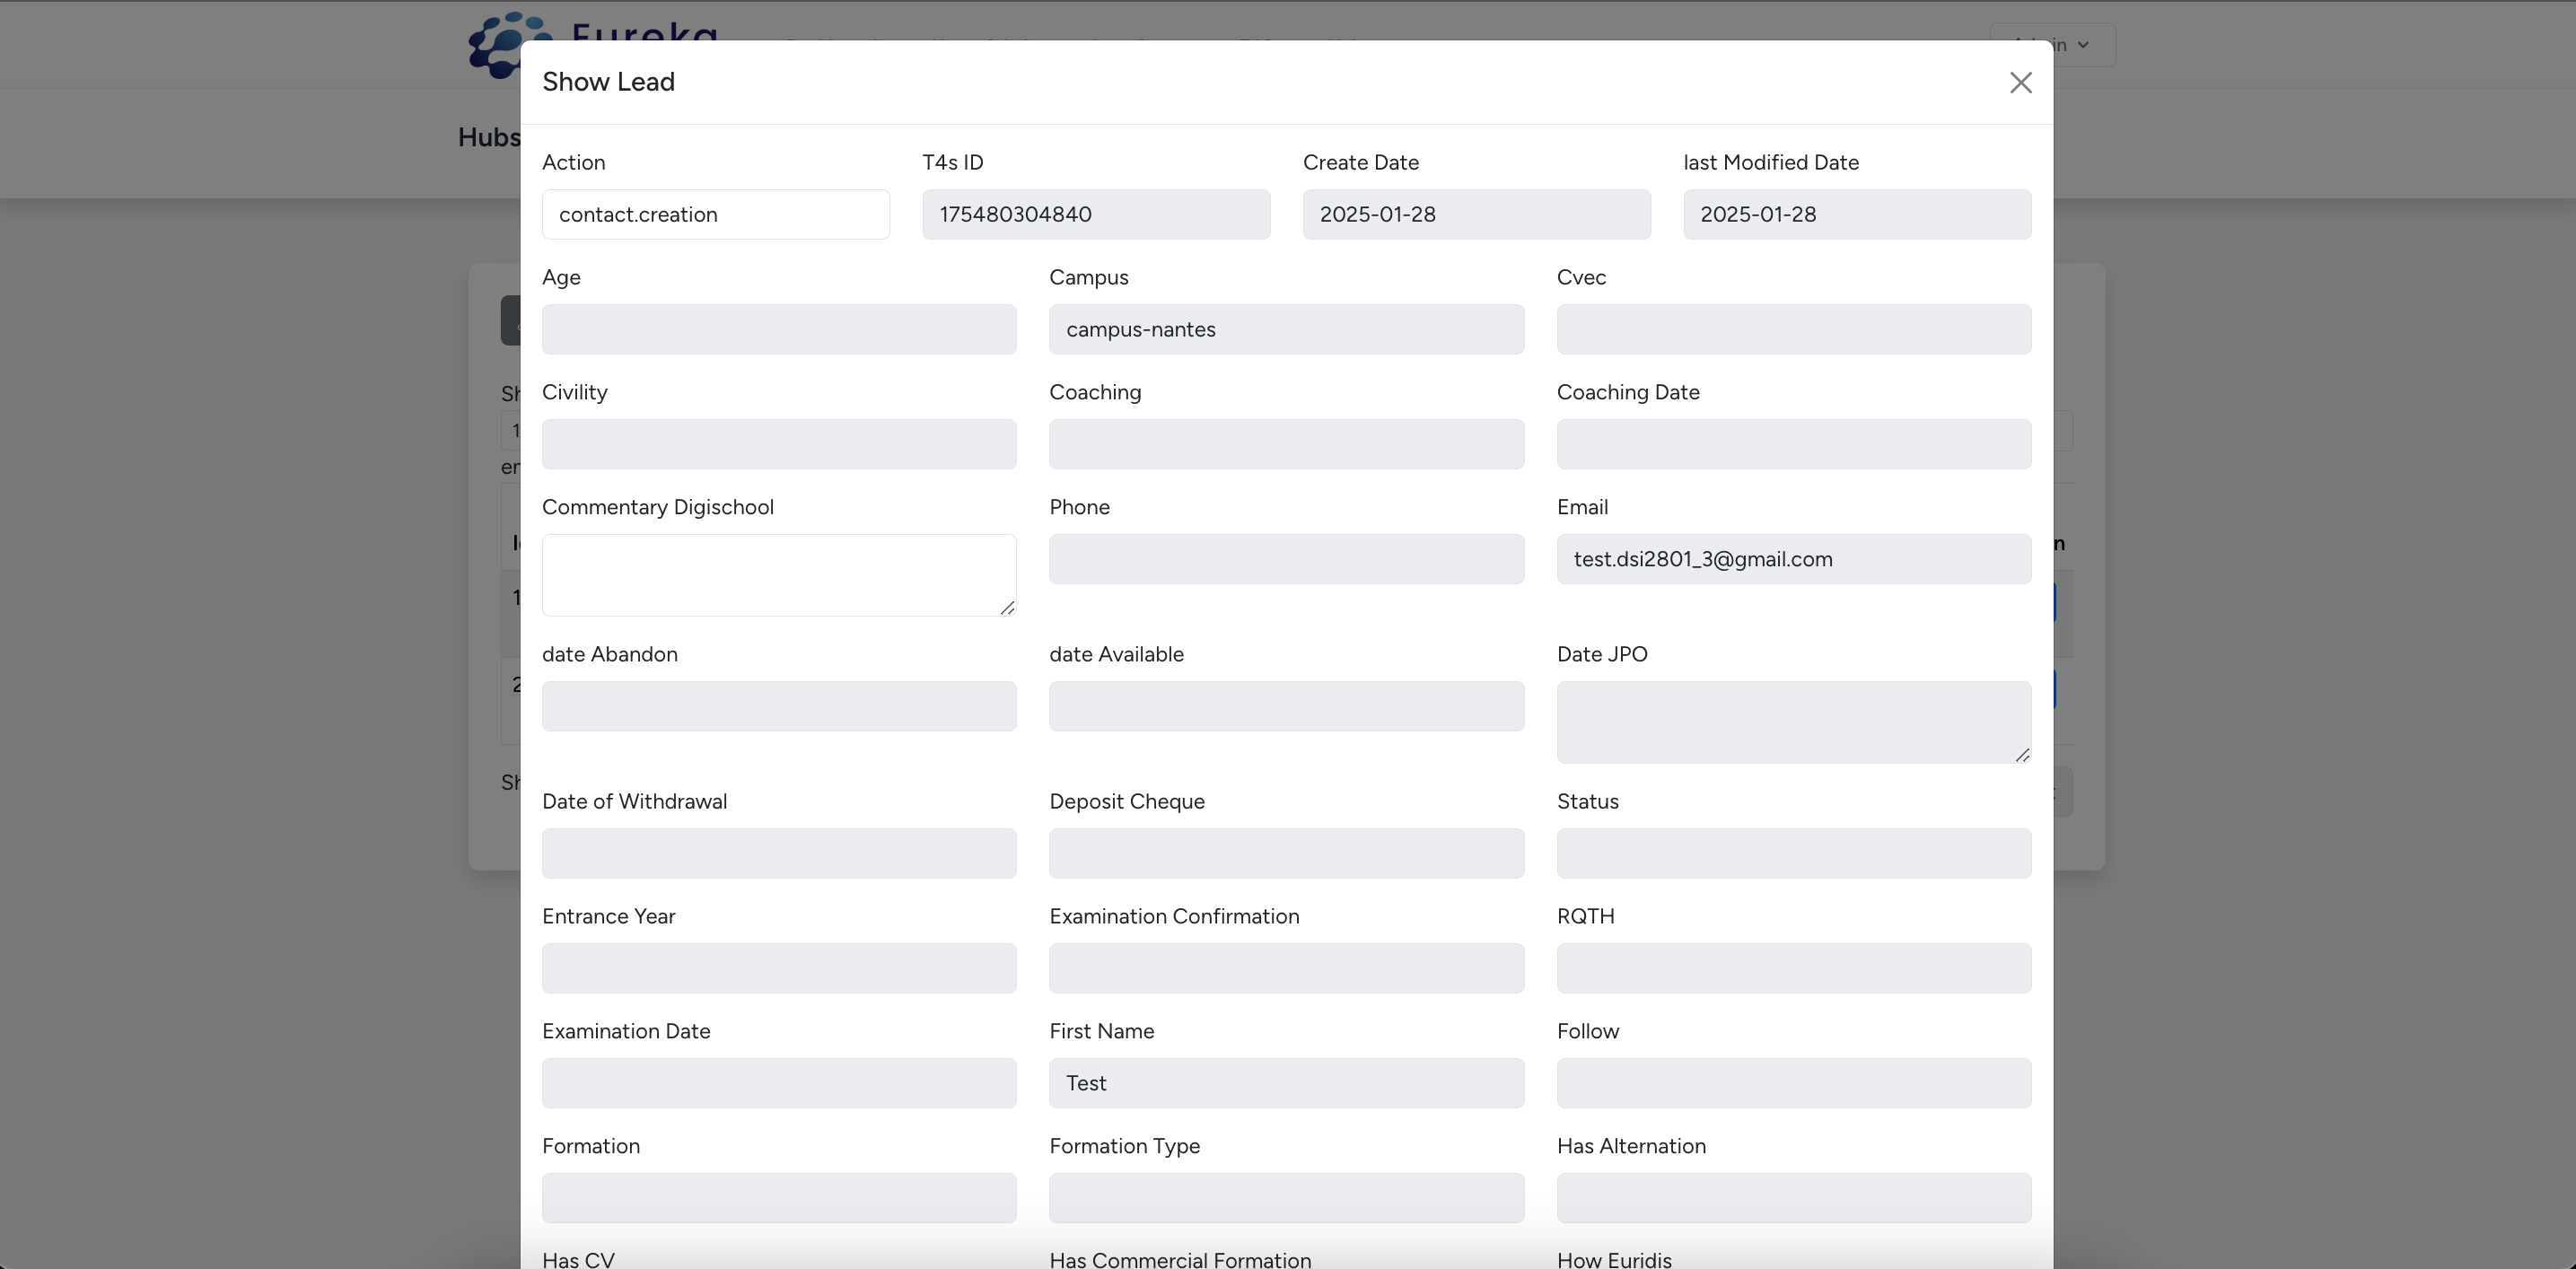 Eureka
Show Lead
Hubs
Action T4s ID Create Date last Modified Date
contact.creation 175480304840 2025-01-28 2025-01-28
Age Campus Cvec
campus-nantes
Civility Coaching Coaching Date
Commentary Digischool Phone Email
test.dsi2801_3@gmail.com
date Abandon date Available Date JPO
Date of Withdrawal Deposit Cheque Status
Entrance Year Examination Confirmation RQTH
Examination Date First Name Follow
Test
Formation Formation Type Has Alternation
Has CV Has Commercial Formation How Euridis